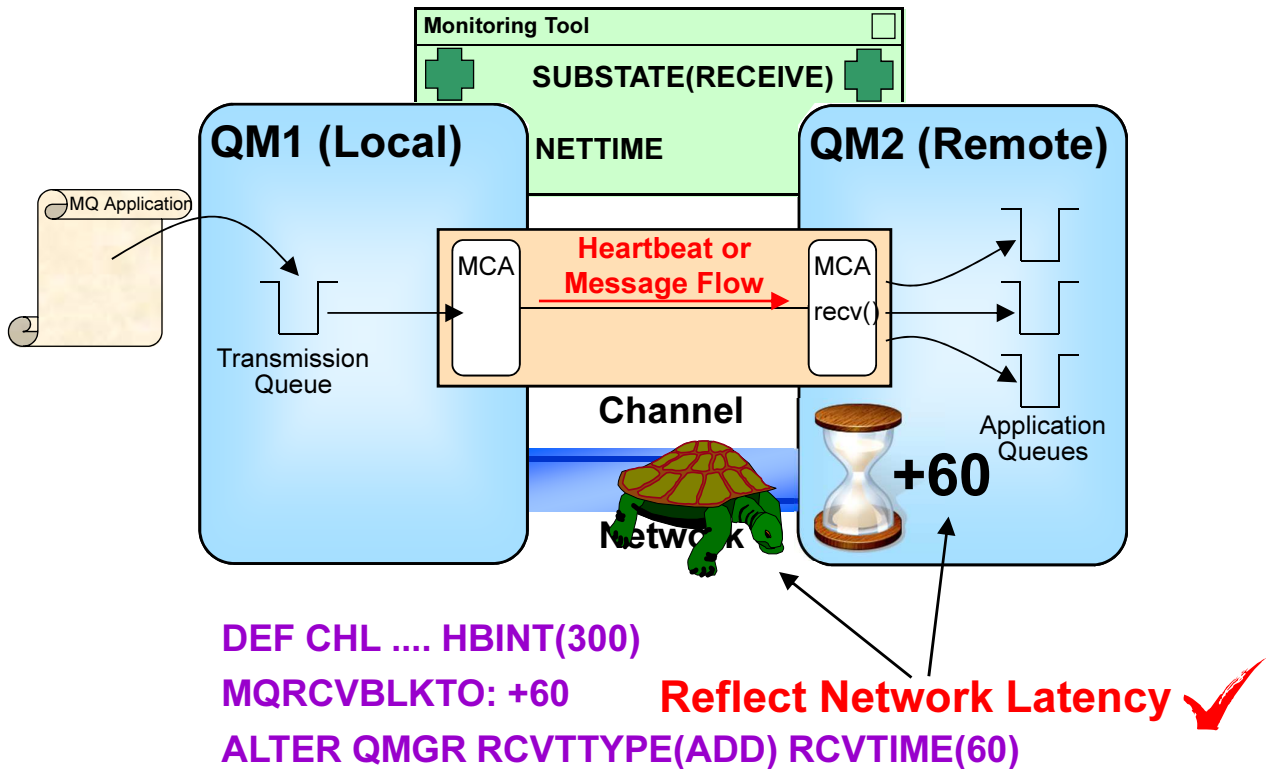 Monitoring Tool
SUBSTATE(RECEIVE)
NETTIME
QM1 (Local)
QM2 (Remote)
MQ Application
Heartbeat or
Message Flow
MCA
MCA
recv()
Transmission
Queue
Channel
Application
Queues
+60
Network
DEF CHL .... HBINT(300)
MQRCVBLKTO: +60
Reflect Network Latency
ALTER QMGR RCVTTYPE(ADD) RCVTIME(60)